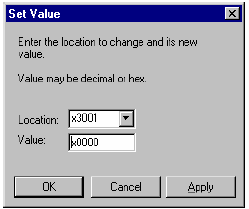 Set Value
Enter the location to change and its new
value.
Value may be decimal or hex.
Location: x3001
Value: x0000
OK Cancel Apply